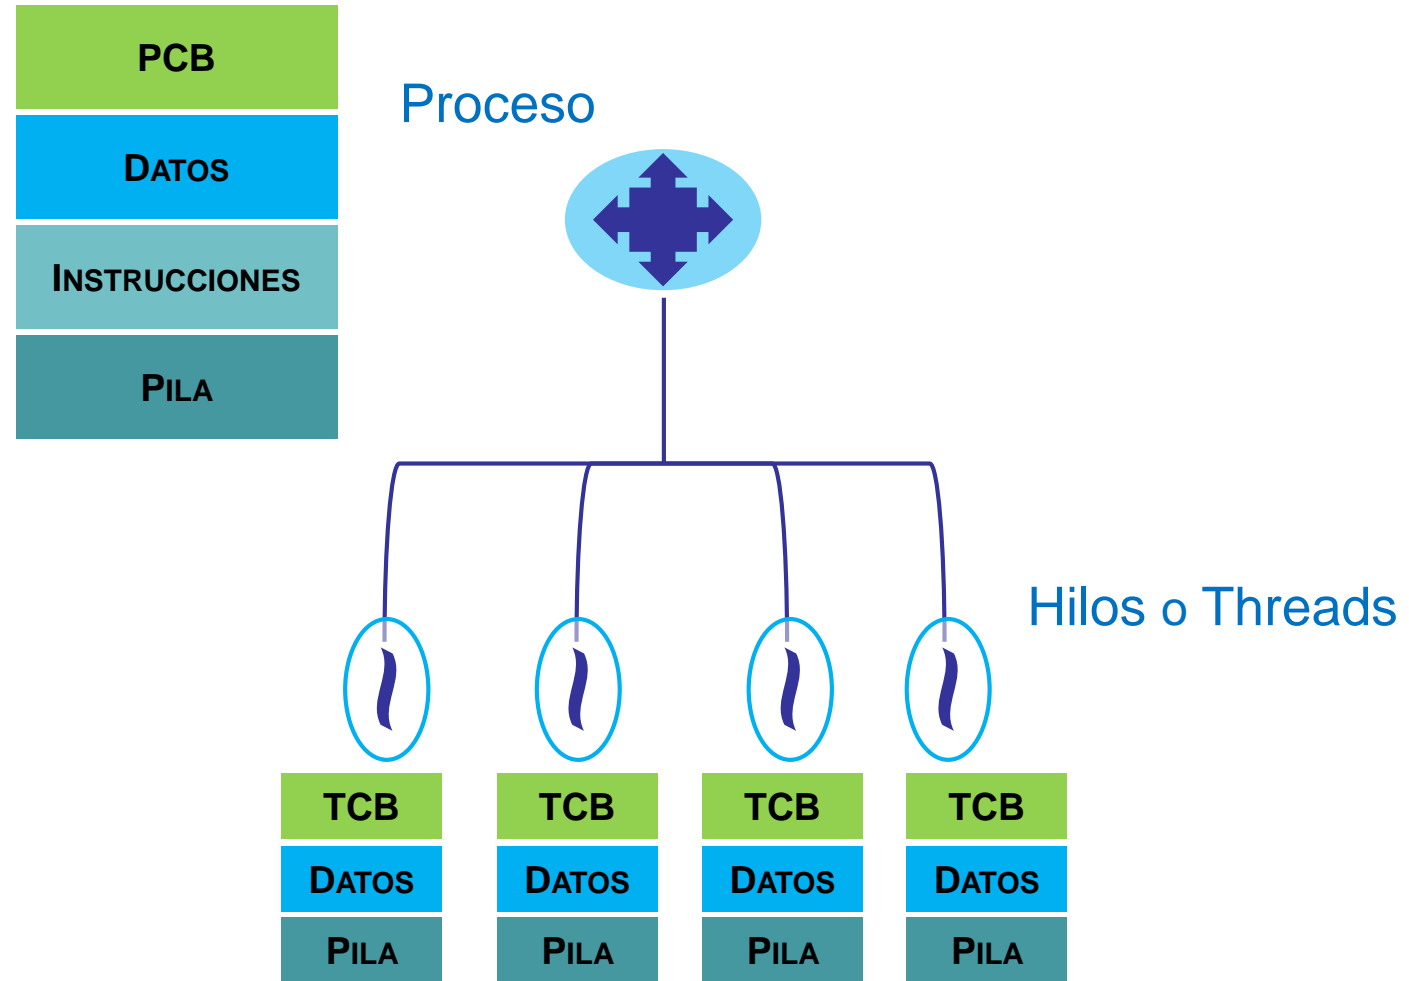 PCB
Proceso
DATOS
INSTRUCCIONES
PILA
Hilos o Threads
TCB TCB TCB TCB
DATOS DATOS DATOS DATOS
PILA PILA PILA PILA